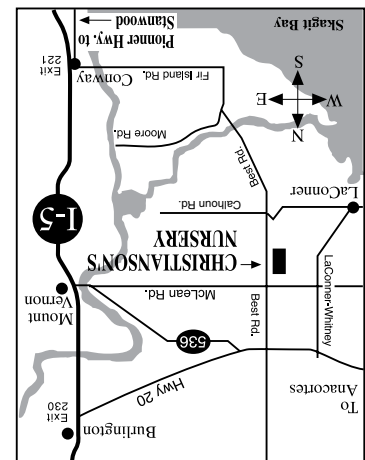 Burlington
Exit
230
To
Anacortes
Hwy 20
536
Best Rd.
McLean Rd.
Mount
Vernon
LaConner-Whitney
CHRISTIANSON'S
NURSERY
I-5
Calhoun Rd.
LaConner
Best Rd.
N
W
E
S
Moore Rd.
Fir Island Rd.
Conway
Exit
221
Skagit Bay
Pionner Hwy. to
Stanwood